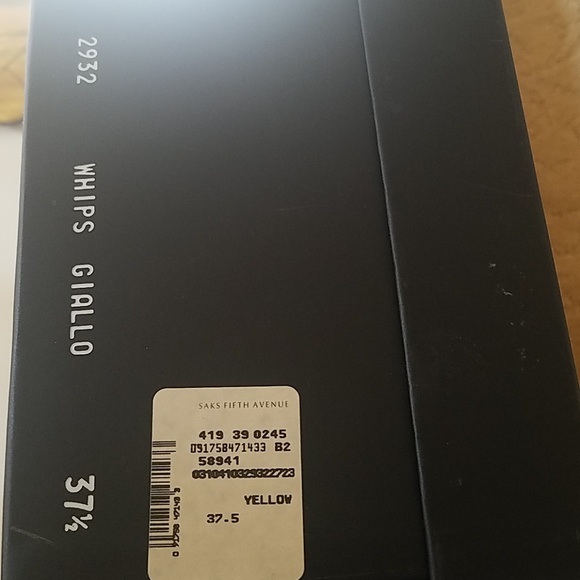 2932 WHIPS GIALLO 37½
SAKS FIFTH AVENUE
419 39 0245
091758471433 B2
58941
0310410329322723
YELLOW
37-5